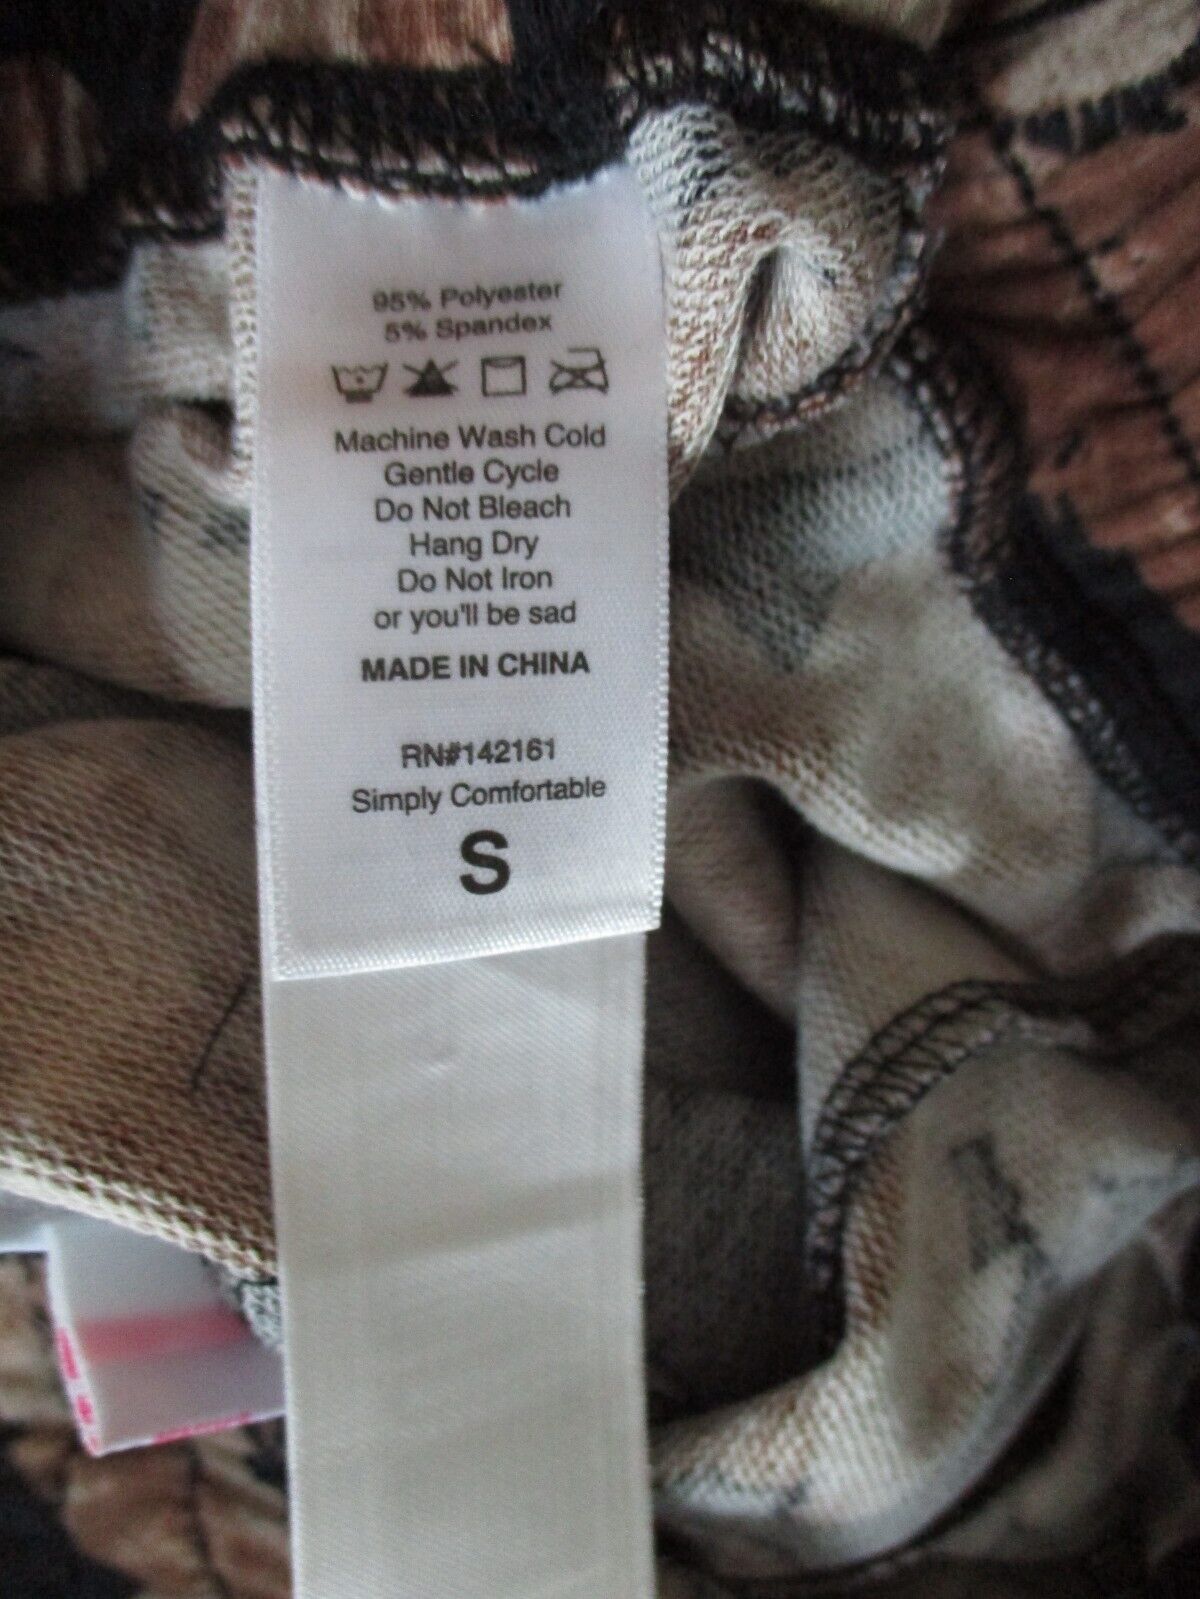 95% Polyester
5% Spandex
Machine Wash Cold
Gentle Cycle
Do Not Bleach
Hang Dry
Do Not Iron
or you'll be sad
MADE IN CHINA
RN#142161
Simply Comfortable
S